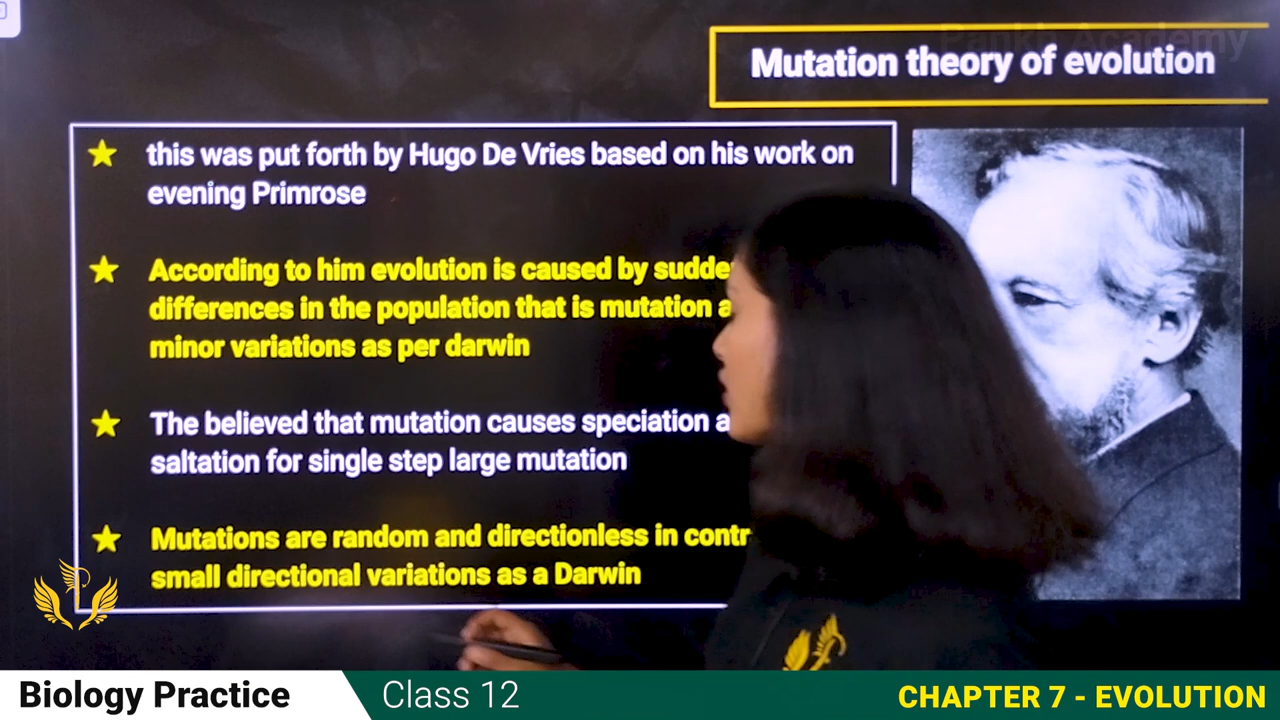 Mutation theory of evolution
this was put forth by Hugo De Vries based on his work on
evening Primrose
According to him evolution is caused by
differences in the population that is mutation
minor variations as per darwin
The believed that mutation causes speciation
saltation for single step large mutation
Mutations are random and directionless in
small directional variations as a Darwin
Biology Practice
Class 12
CHAPTER 7 - EVOLUTION